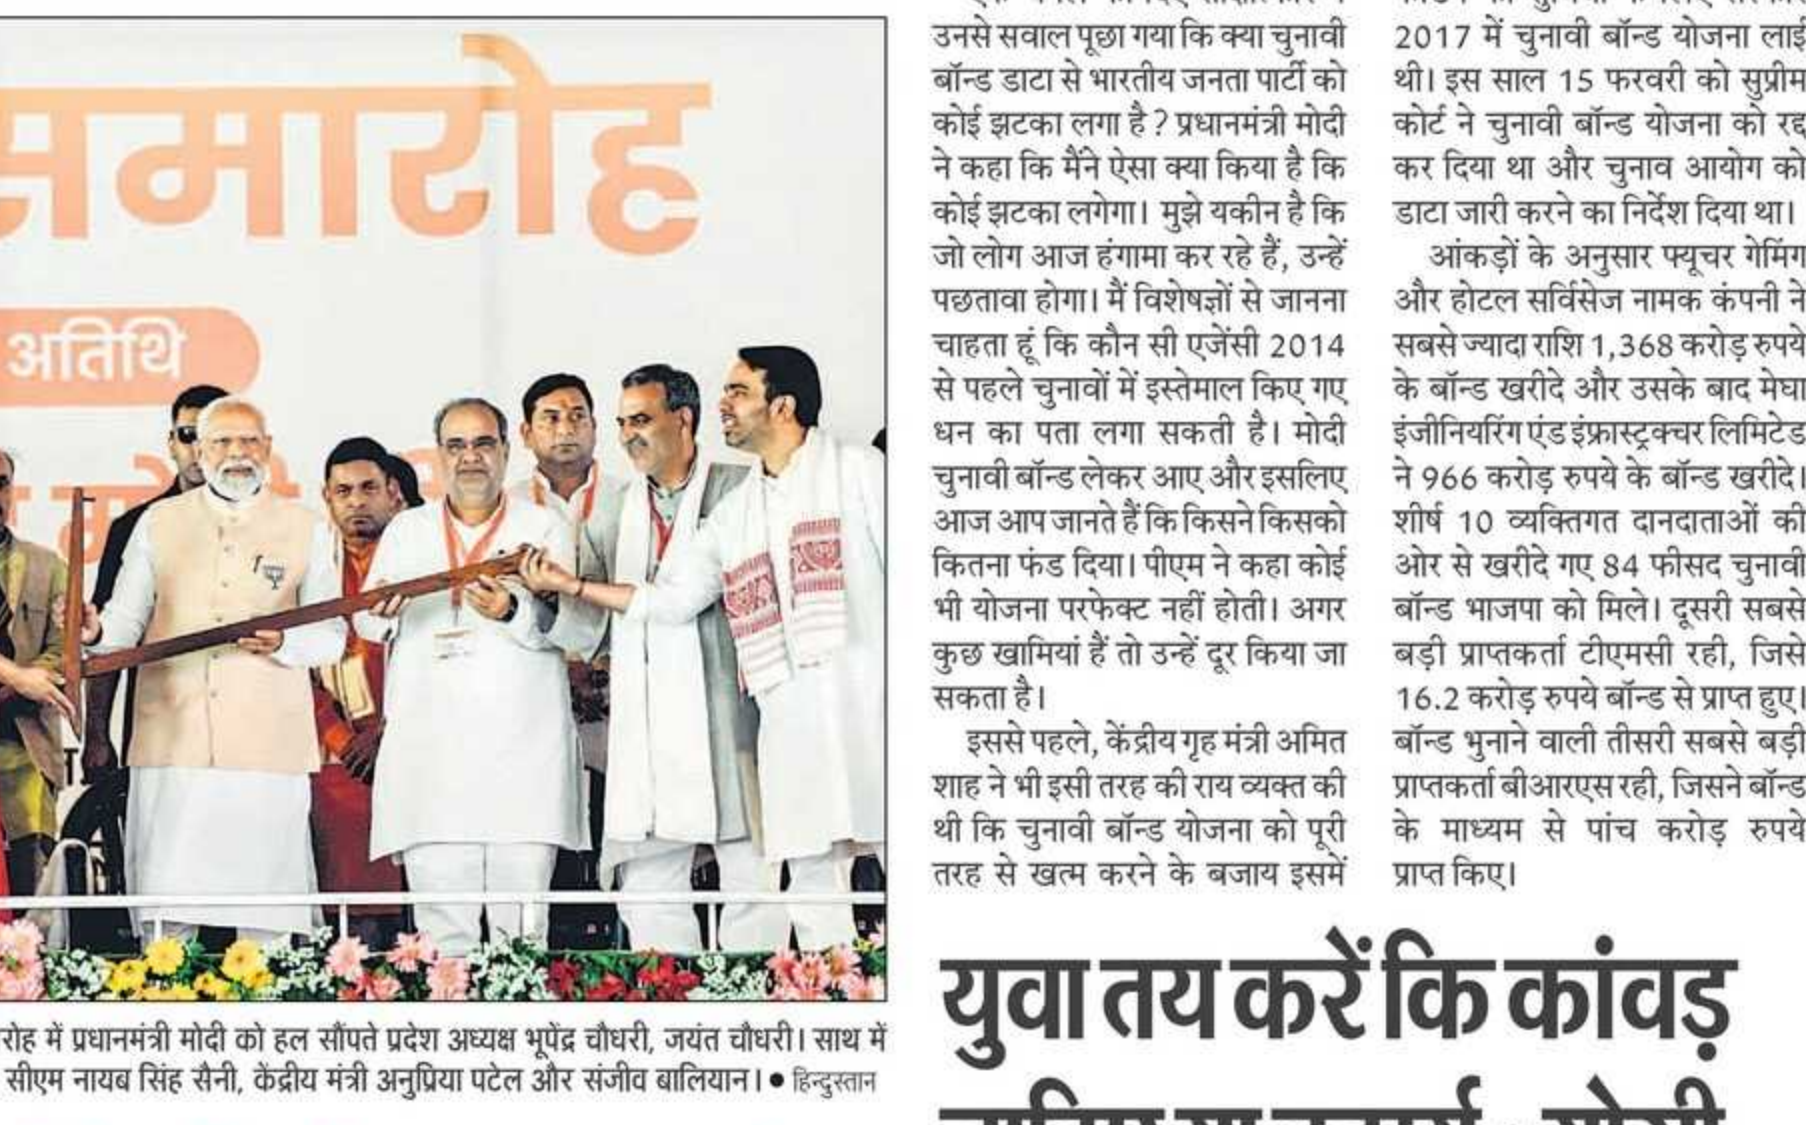 समारोह
अतिथि
रोह में प्रधानमंत्री मोदी को हल सौंपते प्रदेश अध्यक्ष भूपेंद्र चौधरी, जयंत चौधरी। साथ में
सीएम नायब सिंह सैनी, केंद्रीय मंत्री अनुप्रिया पटेल और संजीव बालियान। ● हिन्दुस्तान
उनसे सवाल पूछा गया कि क्या चुनावी
बॉन्ड डाटा से भारतीय जनता पार्टी को
कोई झटका लगा है? प्रधानमंत्री मोदी
ने कहा कि मैंने ऐसा क्या किया है कि
कोई झटका लगेगा। मुझे यकीन है कि
जो लोग आज हंगामा कर रहे हैं, उन्हें
पछतावा होगा। मैं विशेषज्ञों से जानना
चाहता हूं कि कौन सी एजेंसी 2014
से पहले चुनावों में इस्तेमाल किए गए
धन का पता लगा सकती है। मोदी
चुनावी बॉन्ड लेकर आए और इसलिए
आज आप जानते हैं कि किसने किसको
कितना फंड दिया। पीएम ने कहा कोई
भी योजना परफेक्ट नहीं होती। अगर
कुछ खामियां हैं तो उन्हें दूर किया जा
सकता है।
इससे पहले, केंद्रीय गृह मंत्री अमित
शाह ने भी इसी तरह की राय व्यक्त की
थी कि चुनावी बॉन्ड योजना को पूरी
तरह से खत्म करने के बजाय इसमें
2017 में चुनावी बॉन्ड योजना लाई
थी। इस साल 15 फरवरी को सुप्रीम
कोर्ट ने चुनावी बॉन्ड योजना को रद्द
कर दिया था और चुनाव आयोग को
डाटा जारी करने का निर्देश दिया था।
आंकड़ों के अनुसार फ्यूचर गेमिंग
और होटल सर्विसेज नामक कंपनी ने
सबसे ज्यादा राशि 1,368 करोड़ रुपये
के बॉन्ड खरीदे और उसके बाद मेघा
इंजीनियरिंग एंड इंफ्रास्ट्रक्चर लिमिटेड
ने 966 करोड़ रुपये के बॉन्ड खरीदे।
शीर्ष 10 व्यक्तिगत दानदाताओं की
ओर से खरीदे गए 84 फीसद चुनावी
बॉन्ड भाजपा को मिले। दूसरी सबसे
बड़ी प्राप्तकर्ता टीएमसी रही, जिसे
16.2 करोड़ रुपये बॉन्ड से प्राप्त हुए।
बॉन्ड भुनाने वाली तीसरी सबसे बड़ी
प्राप्तकर्ता बीआरएस रही, जिसने बॉन्ड
के माध्यम से पांच करोड़ रुपये
प्राप्त किए।
युवा तय करें कि कांवड़